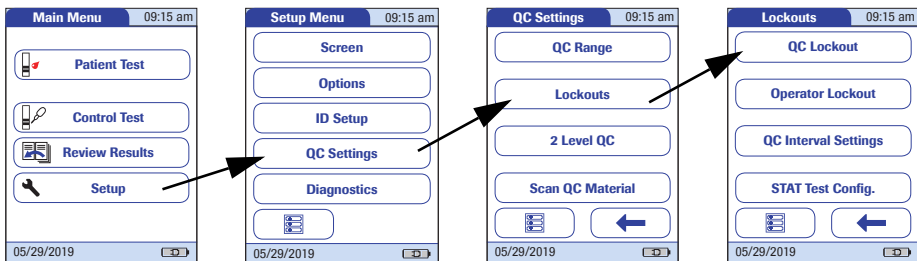 Main Menu 09:15 am
Patient Test
Control Test
Review Results
Setup
05/29/2019
Setup Menu 09:15 am
Screen
Options
ID Setup
QC Settings
Diagnostics
05/29/2019
QC Settings 09:15 am
QC Range
Lockouts
2 Level QC
Scan QC Material
05/29/2019
Lockouts 09:15 am
QC Lockout
Operator Lockout
QC Interval Settings
STAT Test Config.
05/29/2019